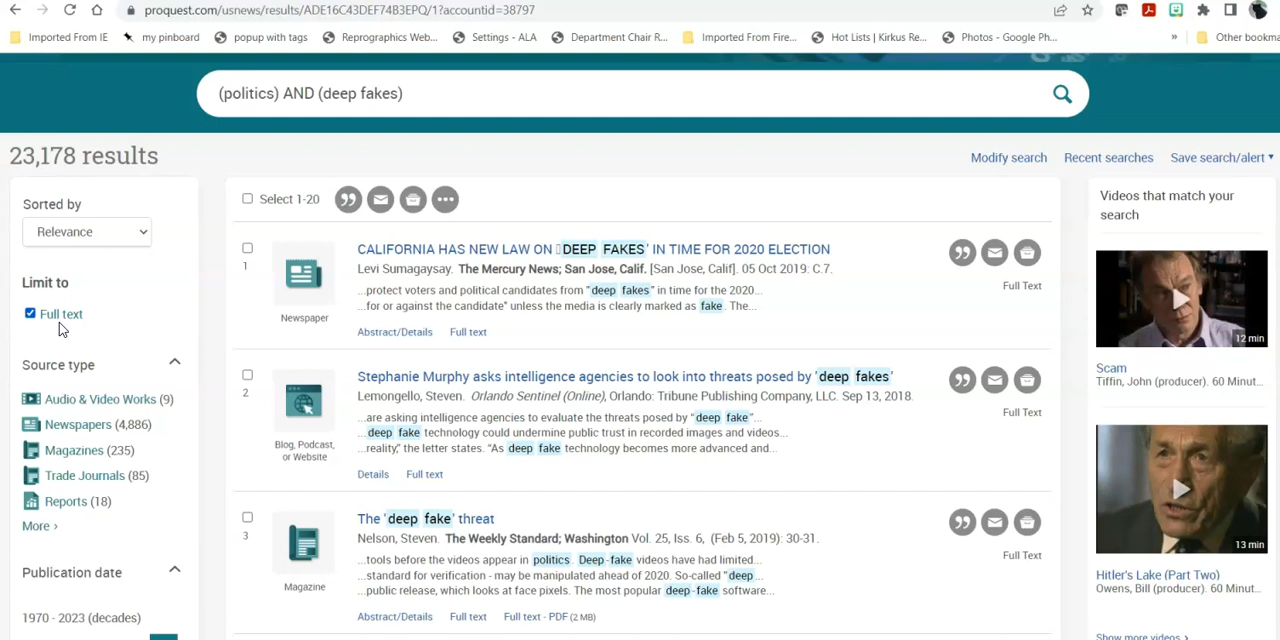 proquest.com/usnews/results/ADE16C43DEF74B3EPQ/1?accountid=38797
Imported From IE my pinboard popup with tags Reprographics Web... Settings - ALA Department Chair R... Imported From Fire... Hot Lists | Kirkus Re... Photos - Google Ph... » Other bookma
(politics) AND (deep fakes)
23,178 results
Modify search Recent searches Save search/alert
Sorted by
Relevance
Limit to
Full text
Source type
Audio & Video Works (9)
Newspapers (4,886)
Magazines (235)
Trade Journals (85)
Reports (18)
More ›
Publication date
1970 - 2023 (decades)
Select 1-20
1
Newspaper
CALIFORNIA HAS NEW LAW ON DEEP FAKES' IN TIME FOR 2020 ELECTION
Levi Sumagaysay. The Mercury News; San Jose, Calif. [San Jose, Calif]. 05 Oct 2019: C.7.
...protect voters and political candidates from "deep fakes" in time for the 2020...
...for or against the candidate" unless the media is clearly marked as fake. The...
Abstract/Details Full text
Full Text
2
Blog, Podcast,
or Website
Stephanie Murphy asks intelligence agencies to look into threats posed by 'deep fakes'
Lemongello, Steven. Orlando Sentinel (Online), Orlando: Tribune Publishing Company, LLC. Sep 13, 2018.
...are asking intelligence agencies to evaluate the threats posed by "deep fake"...
...deep fake technology could undermine public trust in recorded images and videos...
...reality," the letter states. "As deep fake technology becomes more advanced and...
Details Full text
Full Text
3
Magazine
The 'deep fake' threat
Nelson, Steven. The Weekly Standard; Washington Vol. 25, Iss. 6, (Feb 5, 2019): 30-31.
...tools before the videos appear in politics. Deep-fake videos have had limited...
...standard for verification - may be manipulated ahead of 2020. So-called "deep...
...public release, which looks at face pixels. The most popular deep-fake software...
Abstract/Details Full text Full text - PDF (2 MB)
Full Text
Videos that match your
search
12 min
Scam
Tiffin, John (producer). 60 Minut...
13 min
Hitler's Lake (Part Two)
Owens, Bill (producer). 60 Minut...
Show more videos ›